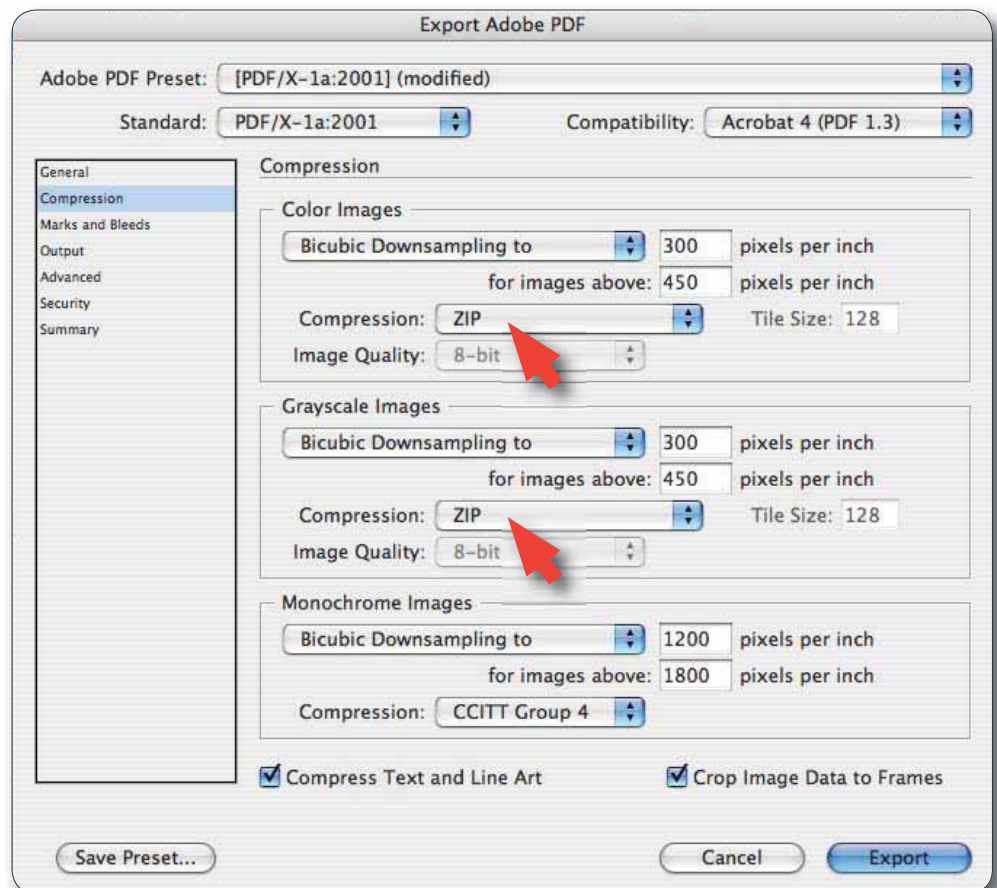 Export Adobe PDF
Adobe PDF Preset: [PDF/X-1a:2001] (modified)
Standard: PDF/X-1a:2001 Compatibility: Acrobat 4 (PDF 1.3)
General
Compression
Marks and Bleeds
Output
Advanced
Security
Summary
Compression
Color Images
Bicubic Downsampling to 300 pixels per inch
for images above: 450 pixels per inch
Compression: ZIP Tile Size: 128
Image Quality: 8-bit
Grayscale Images
Bicubic Downsampling to 300 pixels per inch
for images above: 450 pixels per inch
Compression: ZIP Tile Size: 128
Image Quality: 8-bit
Monochrome Images
Bicubic Downsampling to 1200 pixels per inch
for images above: 1800 pixels per inch
Compression: CCITT Group 4
Compress Text and Line Art Crop Image Data to Frames
Save Preset... Cancel Export